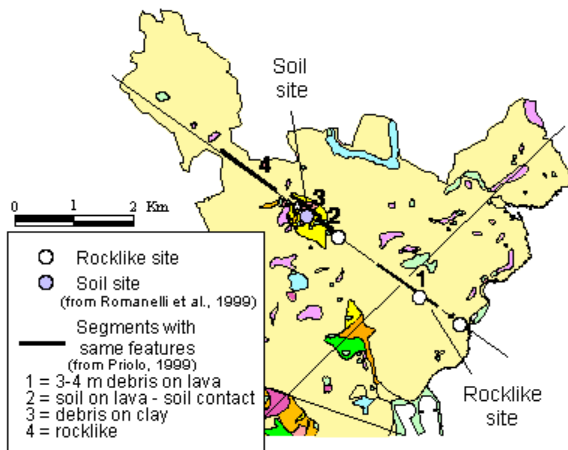 Soil
site
4
3
2
1
Km
0 1 2
Rocklike site
Soil site
(from Romanelli et al., 1999)
Segments with
same features
(from Priolo, 1999)
1 = 3-4 m debris on lava
2 = soil on lava - soil contact
3 = debris on clay
4 = rocklike
Rocklike
site